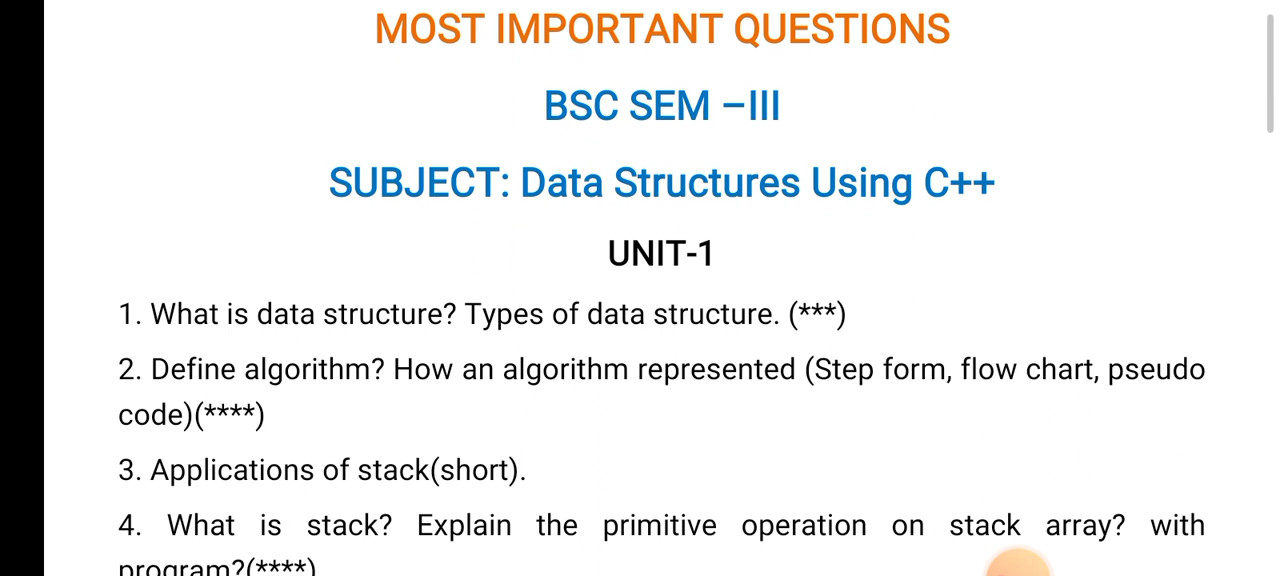 MOST IMPORTANT QUESTIONS
BSC SEM –III
SUBJECT: Data Structures Using C++
UNIT-1
1. What is data structure? Types of data structure. (***)
2. Define algorithm? How an algorithm represented (Step form, flow chart, pseudo
code)(****)
3. Applications of stack(short).
4. What is stack? Explain the primitive operation on stack array? with
program?(****)